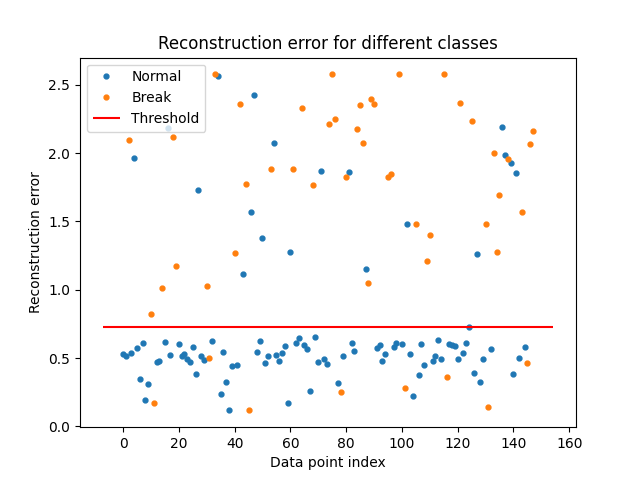 Reconstruction error for different classes
Normal
Break
Threshold
Reconstruction error
2.5
2.0
1.5
1.0
0.5
0.0
0 20 40 60 80 100 120 140 160
Data point index